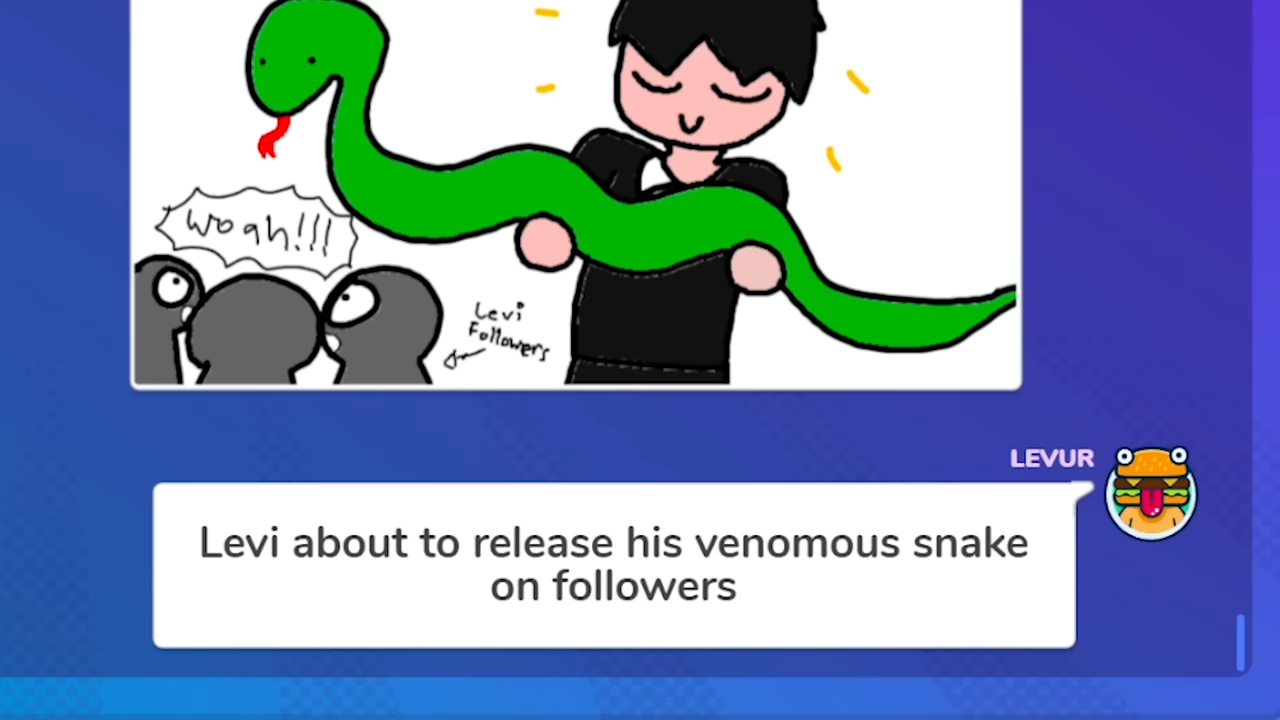 woah!!!
Levi
Followers
LEVUR
Levi about to release his venomous snake
on followers